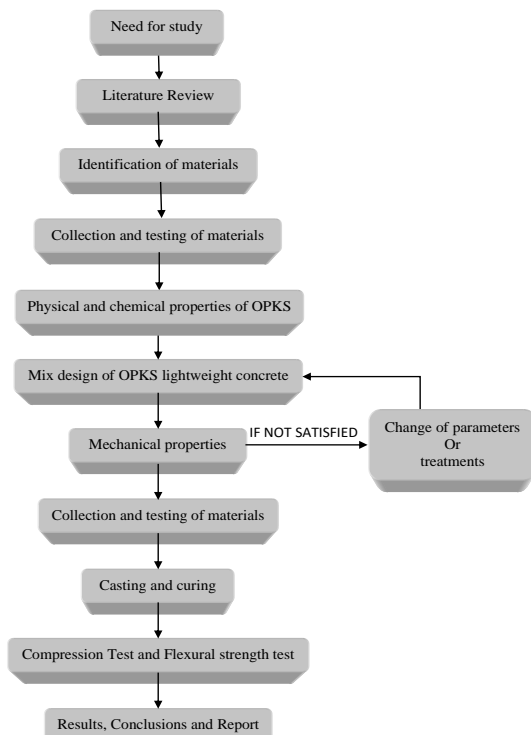 Need for study
Literature Review
Identification of materials
Collection and testing of materials
Physical and chemical properties of OPKS
Mix design of OPKS lightweight concrete
Mechanical properties
IF NOT SATISFIED
Change of parameters
Or
treatments
Collection and testing of materials
Casting and curing
Compression Test and Flexural strength test
Results, Conclusions and Report